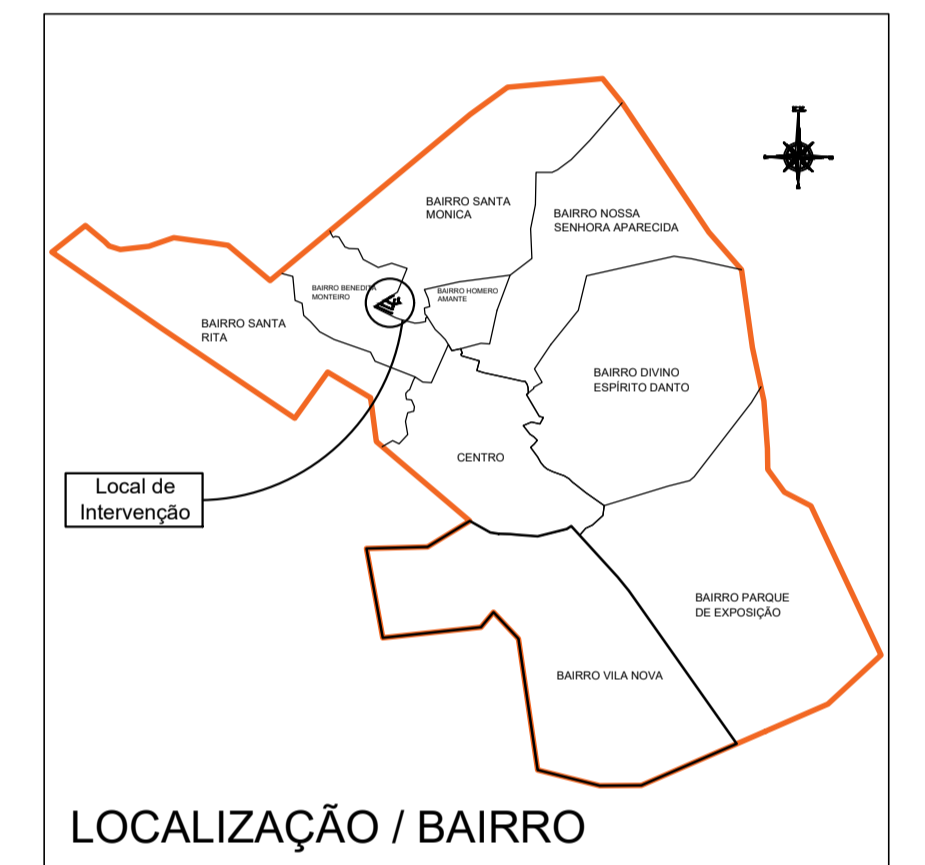 BAIRRO SANTA
MONICA
BAIRRO NOSSA
SENHORA APARECIDA
BAIRRO BENEDITA
MONTEIRO
BAIRRO HOMERO
AMANTE
BAIRRO SANTA
RITA
BAIRRO DIVINO
ESPÍRITO DANTO
CENTRO
Local de
Intervenção
BAIRRO PARQUE
DE EXPOSIÇÃO
BAIRRO VILA NOVA
LOCALIZAÇÃO / BAIRRO